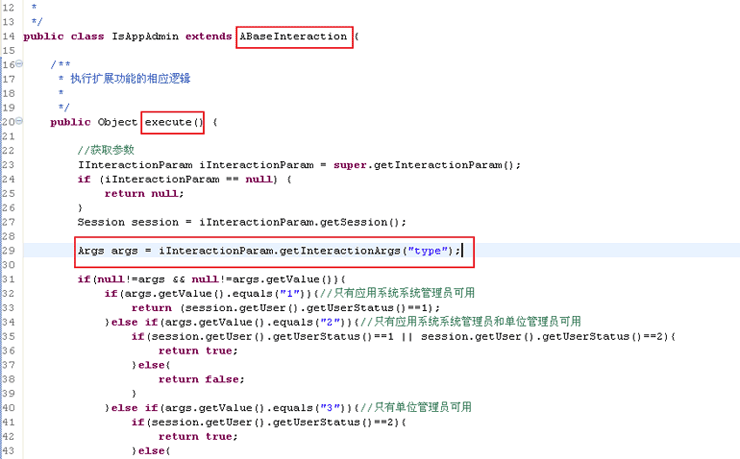 12 *
13 */
14 public class IsAppAdmin extends ABaseInteraction {
15
16 /**
17 * 执行扩展功能的相应逻辑
18 *
19 */
20 public Object execute() {
21
22 //获取参数
23 IInteractionParam iInteractionParam = super.getInteractionParam();
24 if (iInteractionParam == null) {
25 return null;
26 }
27 Session session = iInteractionParam.getSession();
28
29 Args args = iInteractionParam.getInteractionArgs("type");
30
31 if(null!=args && null!=args.getValue()){
32 if(args.getValue().equals("1")){//只有应用系统系统管理员可用
33 return (session.getUser().getUserStatus()==1);
34 }else if(args.getValue().equals("2")){//只有应用系统系统管理员和单位管理员可用
35 if(session.getUser().getUserStatus()==1 || session.getUser().getUserStatus()==2){
36 return true;
37 }else{
38 return false;
39 }
40 }else if(args.getValue().equals("3")){//只有单位管理员可用
41 if(session.getUser().getUserStatus()==2){
42 return true;
43 }else{